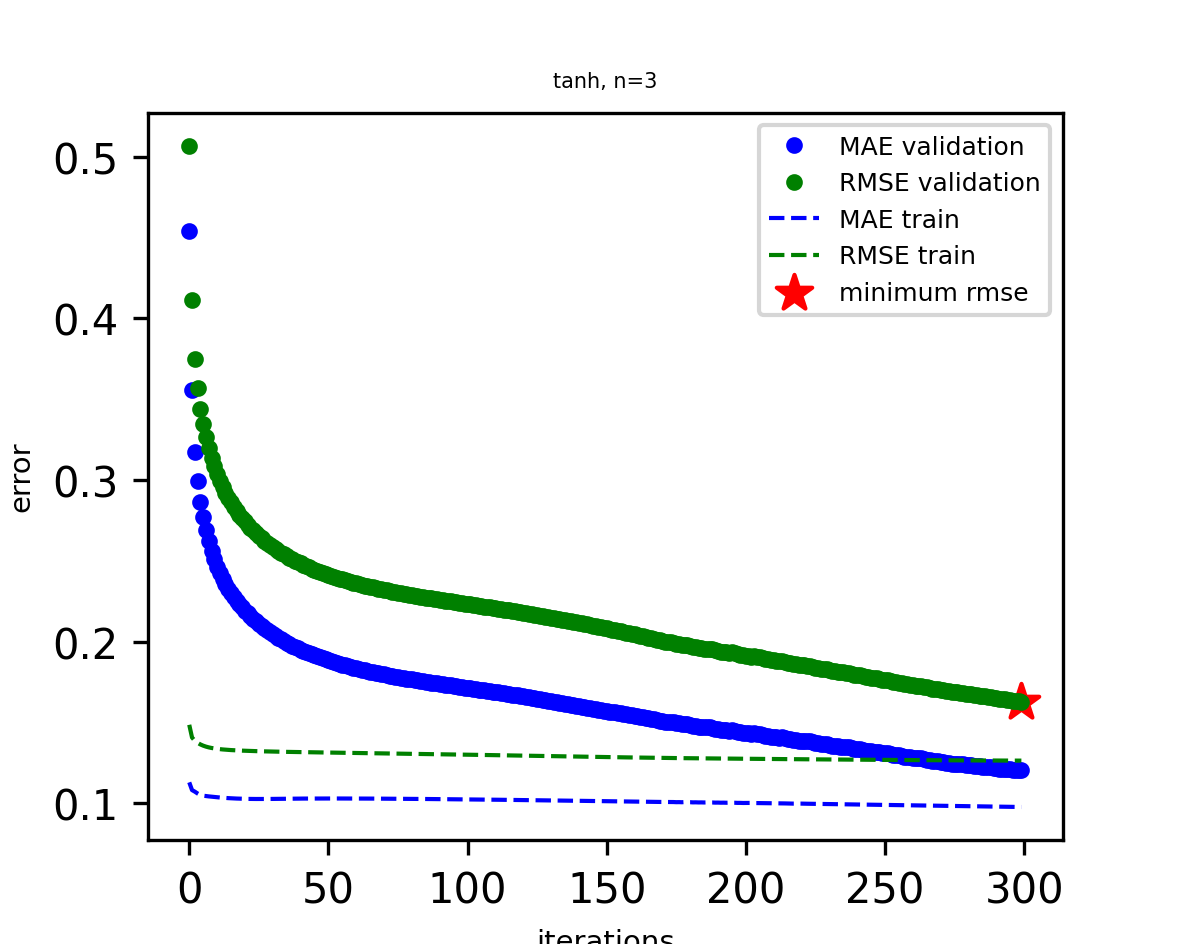 tanh, n=3
0.5
0.4
0.3
0.2
0.1
error
MAE validation
RMSE validation
MAE train
RMSE train
minimum rmse
0 50 100 150 200 250 300
iterations